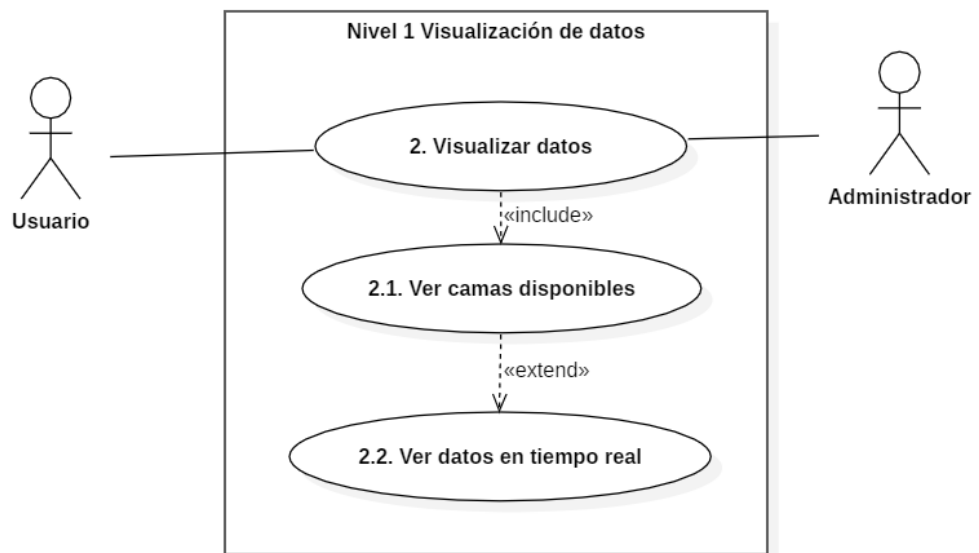 Nivel 1 Visualización de datos
2. Visualizar datos
Usuario
Administrador
«include»
2.1. Ver camas disponibles
«extend»
2.2. Ver datos en tiempo real